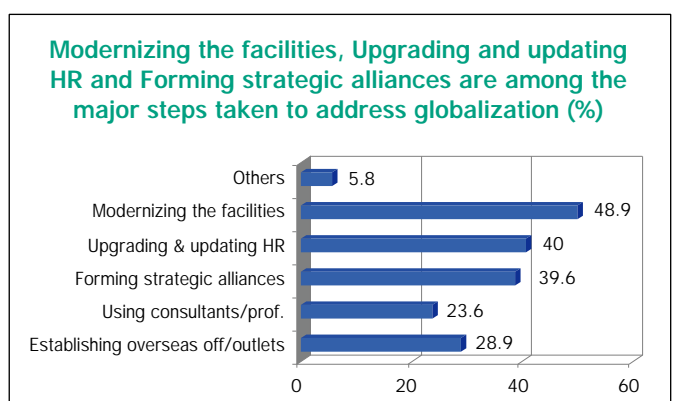 Modernizing the facilities, Upgrading and updating
HR and Forming strategic alliances are among the
major steps taken to address globalization (%)
Others 5.8
Modernizing the facilities 48.9
Upgrading & updating HR 40
Forming strategic alliances 39.6
Using consultants/prof. 23.6
Establishing overseas off/outlets 28.9
0 20 40 60